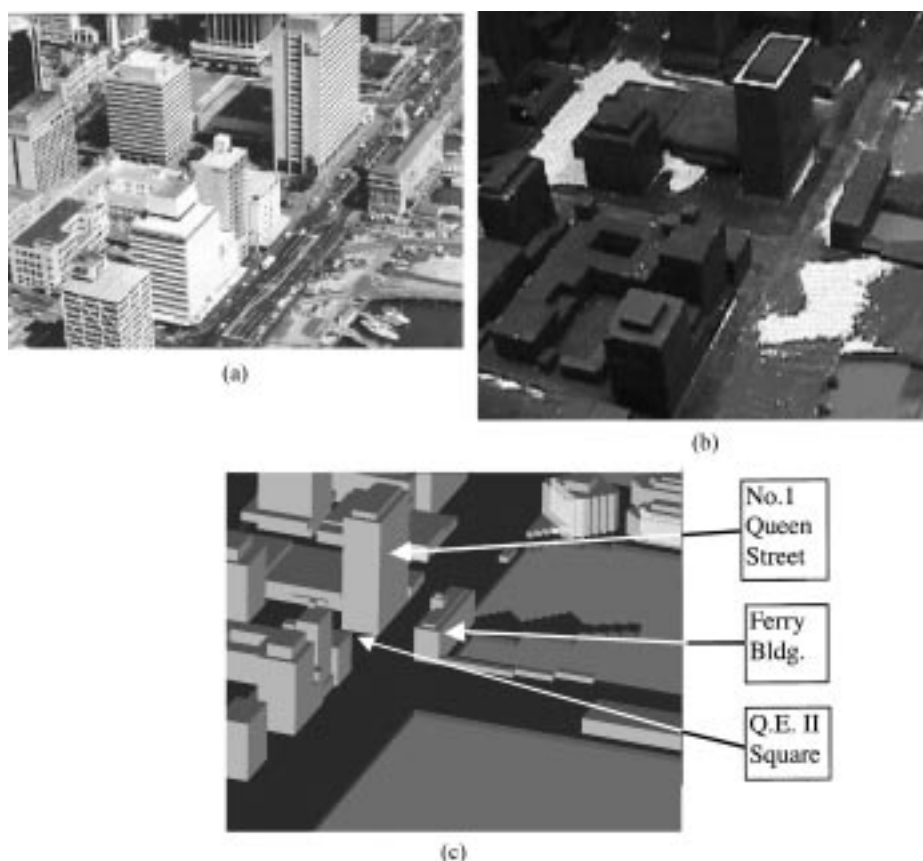 (a)
(b)
No.1
Queen
Street
Ferry
Bldg.
Q.E. II
Square
(c)